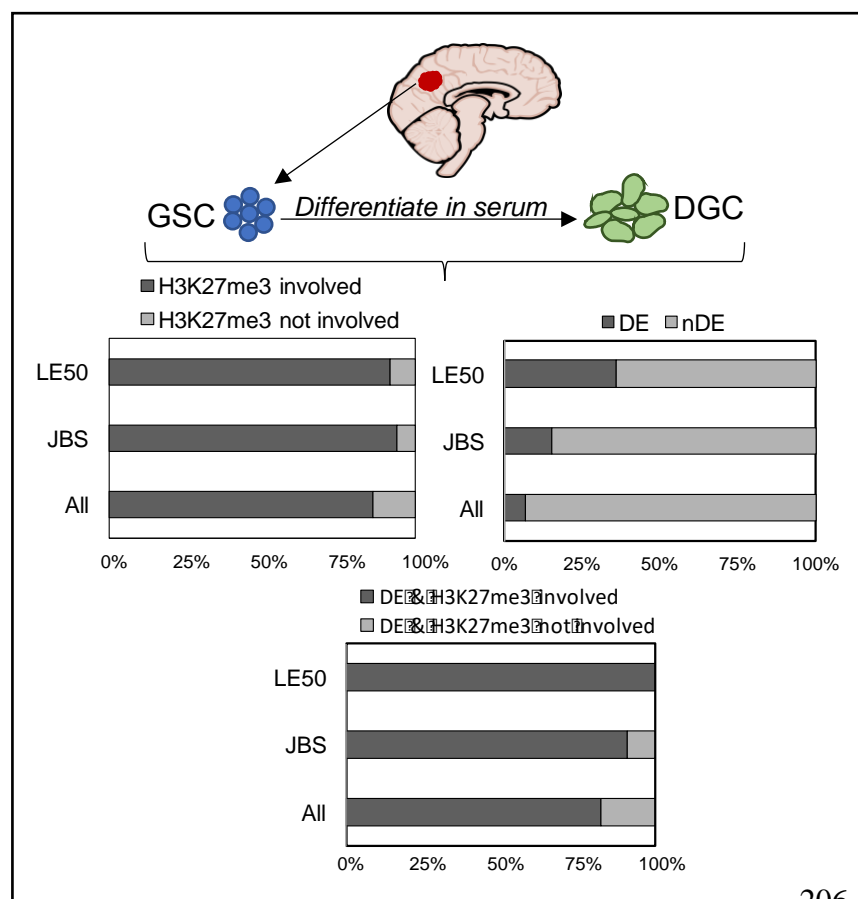 GSC Differentiate in serum DGC
H3K27me3 involved
H3K27me3 not involved
LE50
JBS
All
0% 25% 50% 75% 100%
DE nDE
LE50
JBS
All
0% 25% 50% 75% 100%
DE & H3K27me3 involved
DE & H3K27me3 not involved
LE50
JBS
All
0% 25% 50% 75% 100%